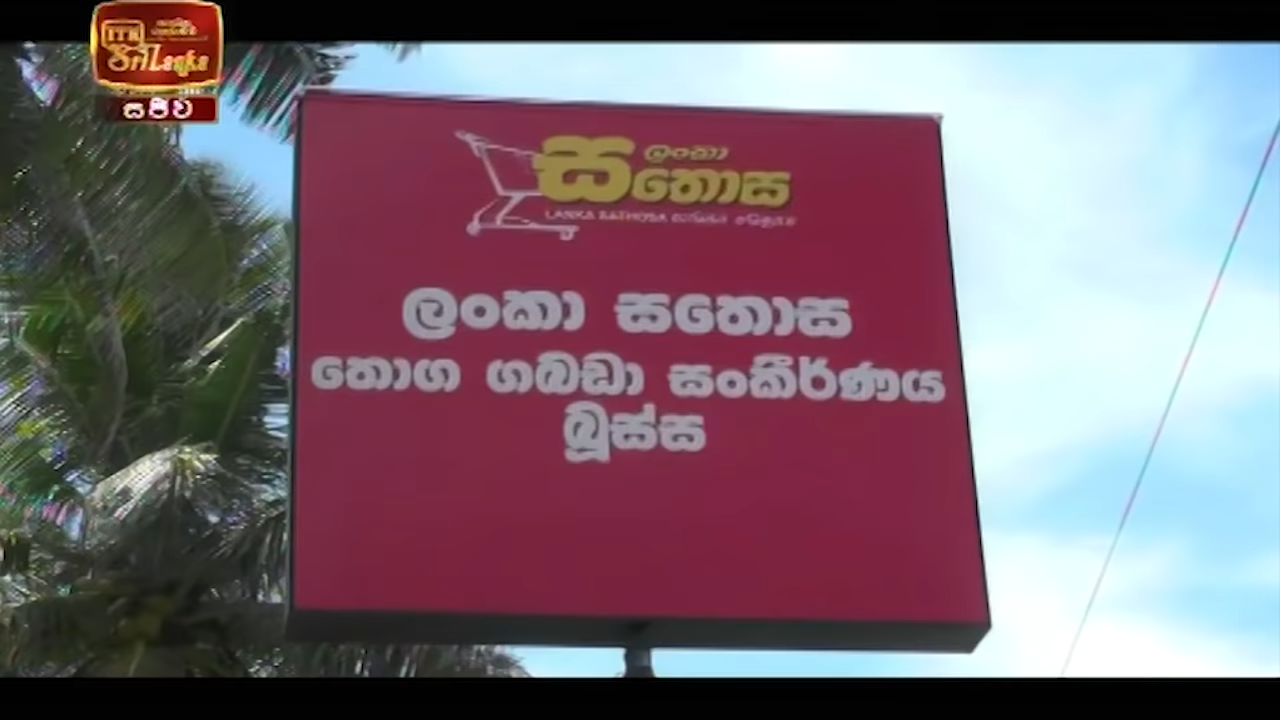 ITN
Sri Lanka
සජීව
ලංකා
සතොස
LANKA SATHOSA
ලංකා සතොස
තොග ගබඩා සංකීර්ණය
බූස්ස